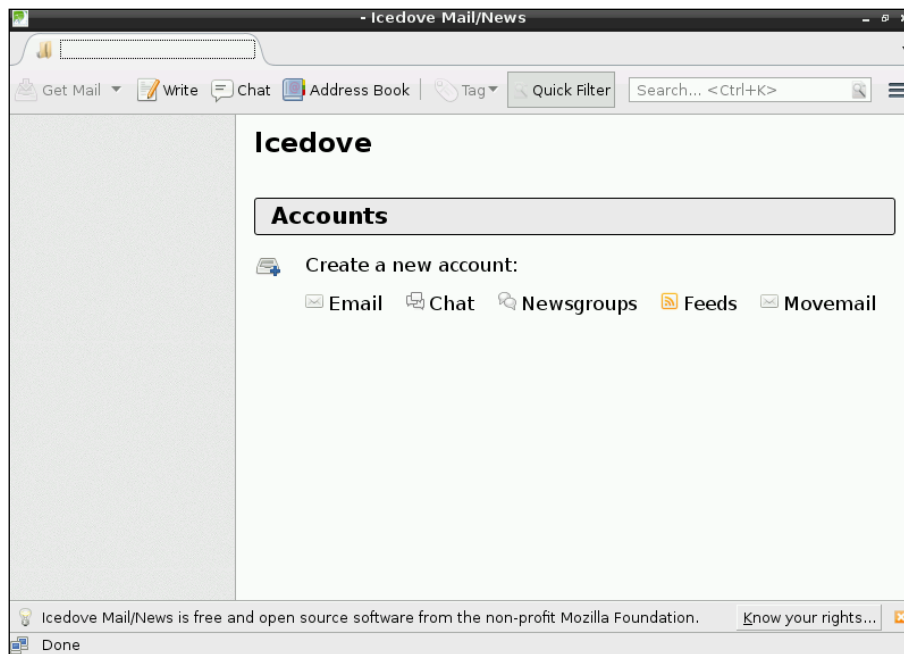 - Icedove Mail/News
Get Mail Write Chat Address Book Tag Quick Filter Search... <Ctrl+K>
Icedove
Accounts
Create a new account:
Email Chat Newsgroups Feeds Movemail
Icedove Mail/News is free and open source software from the non-profit Mozilla Foundation. Know your rights...
Done